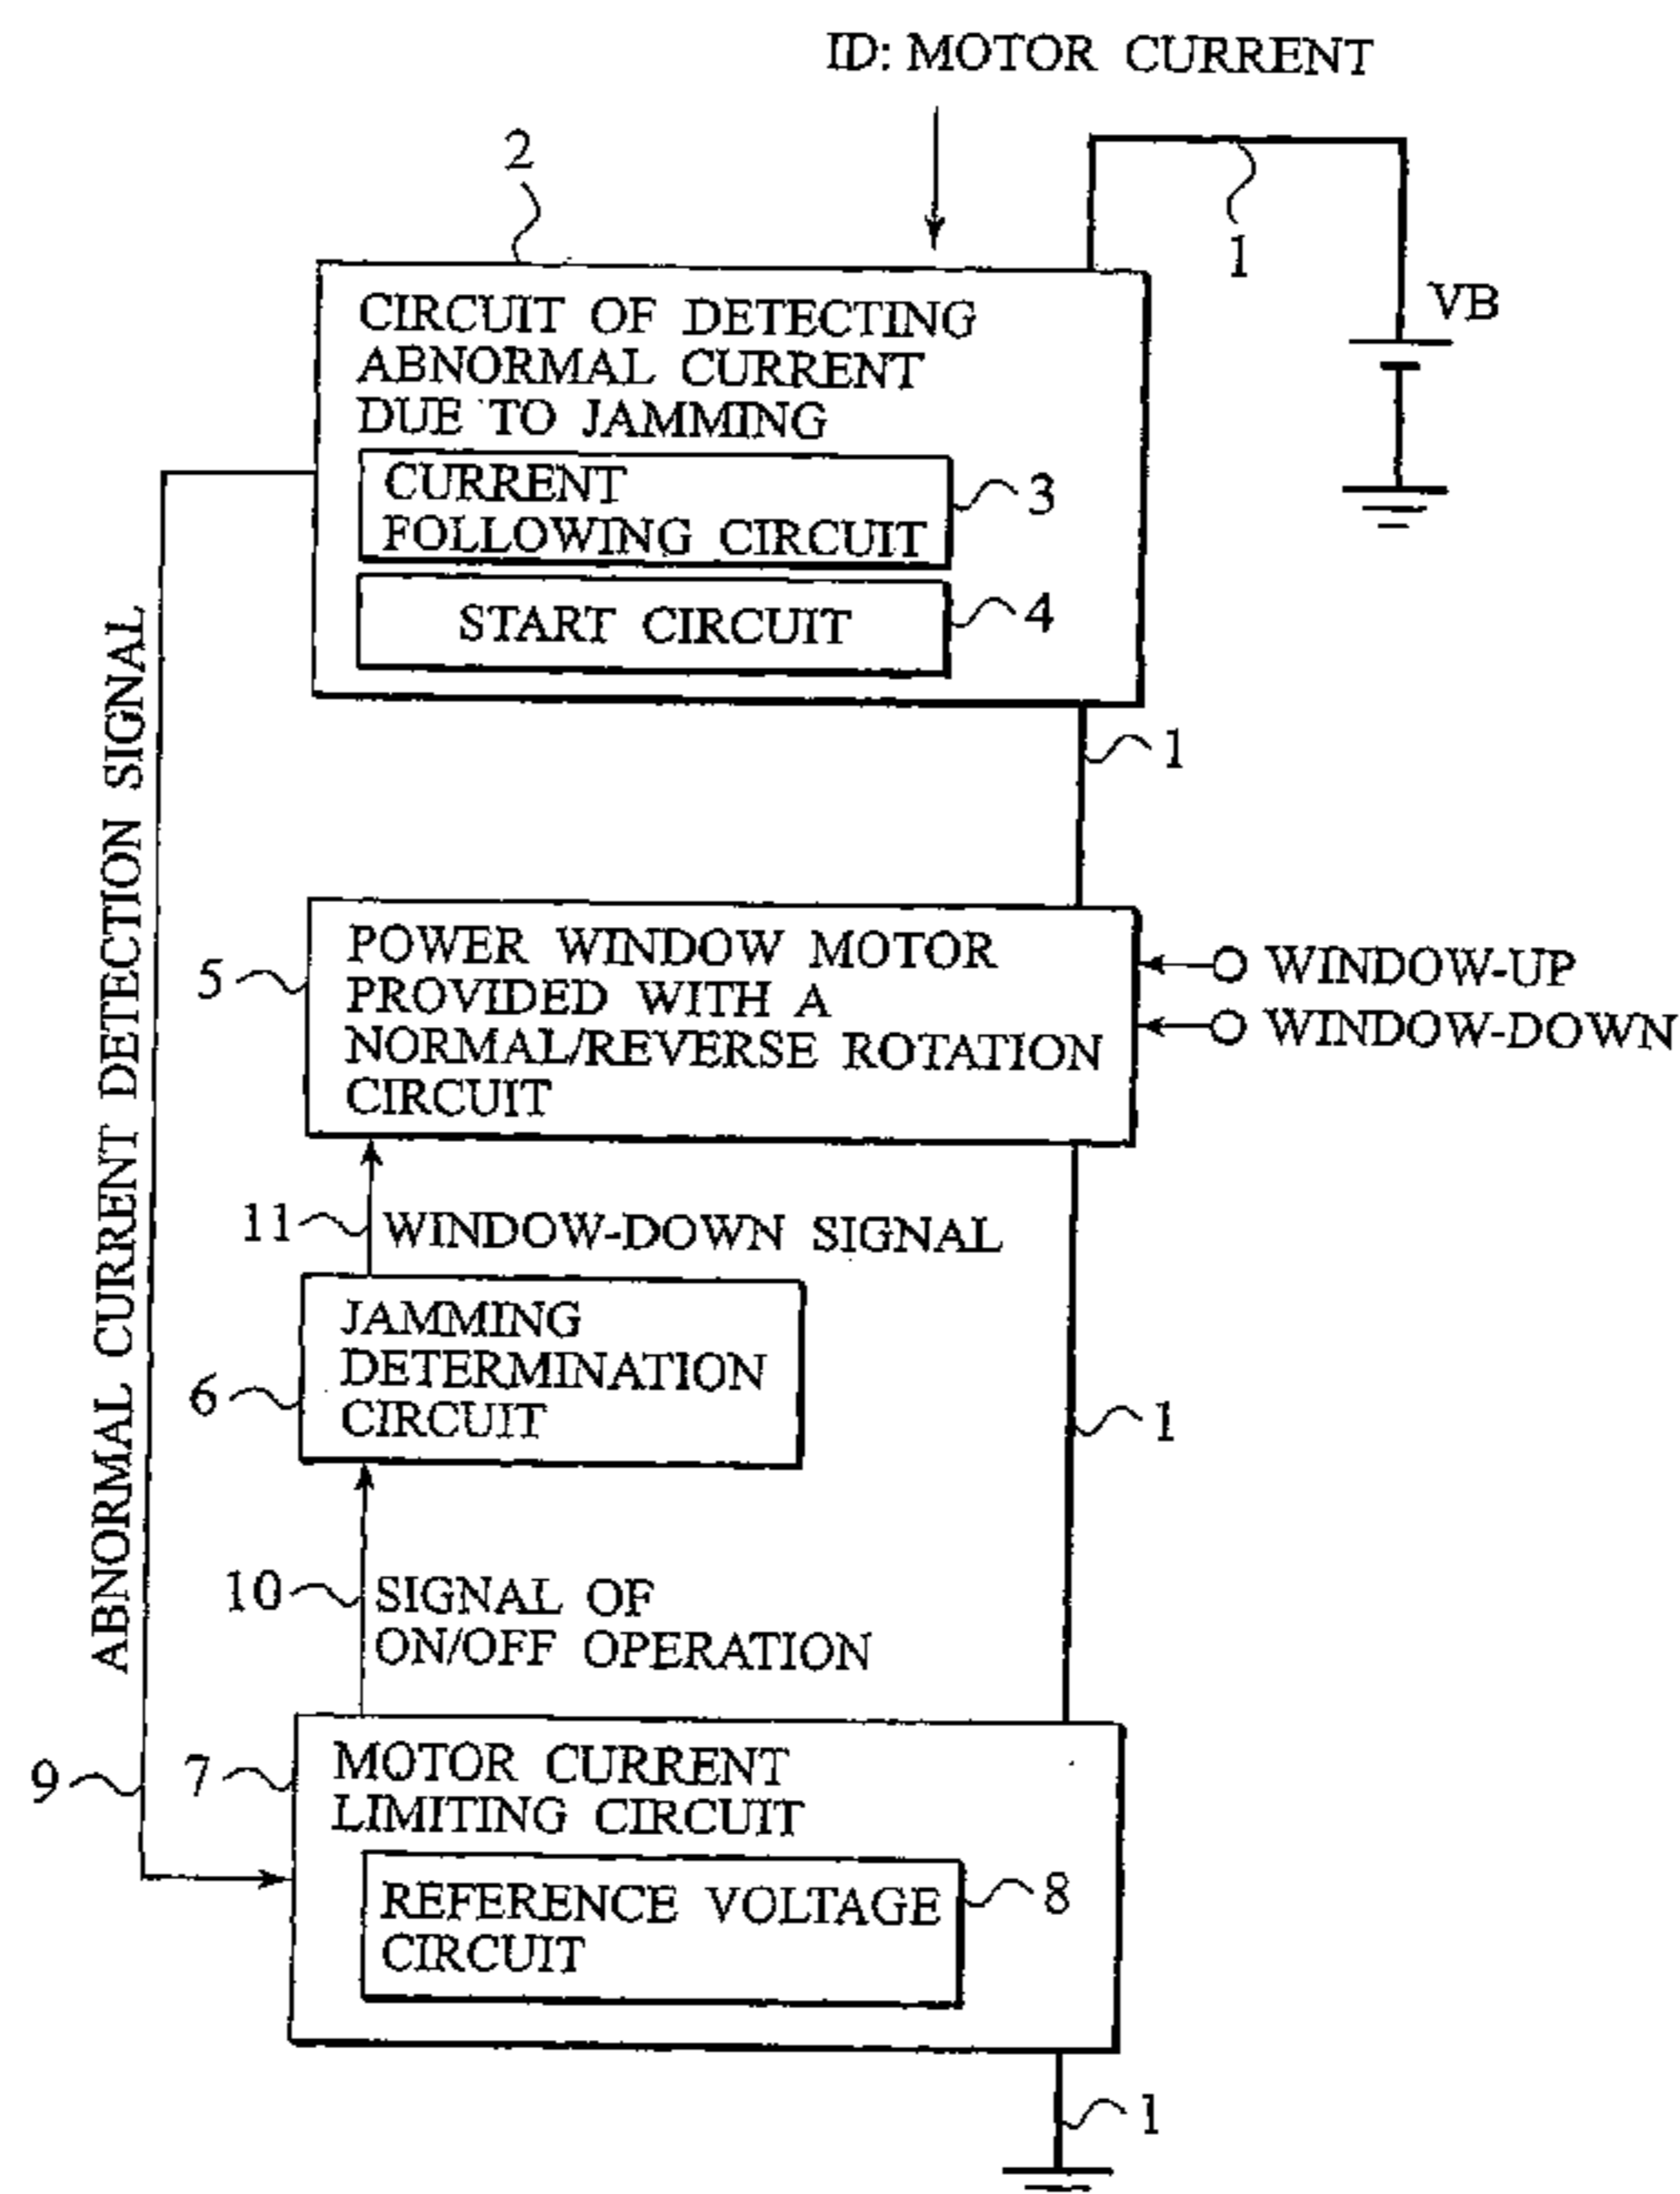 ID: MOTOR CURRENT
2
1
VB
CIRCUIT OF DETECTING
ABNORMAL CURRENT
DUE TO JAMMING
CURRENT
FOLLOWING CIRCUIT
3
START CIRCUIT
4
1
ABNORMAL CURRENT DETECTION SIGNAL
5
POWER WINDOW MOTOR
PROVIDED WITH A
NORMAL/REVERSE ROTATION
CIRCUIT
WINDOW-UP
WINDOW-DOWN
11
WINDOW-DOWN SIGNAL
6
JAMMING
DETERMINATION
CIRCUIT
1
10
SIGNAL OF
ON/OFF OPERATION
9
7
MOTOR CURRENT
LIMITING CIRCUIT
REFERENCE VOLTAGE
CIRCUIT
8
1